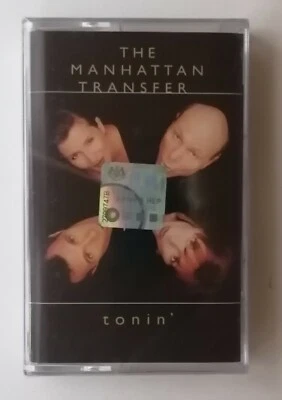 THE
MANHATTAN
TRANSFER
tonin'